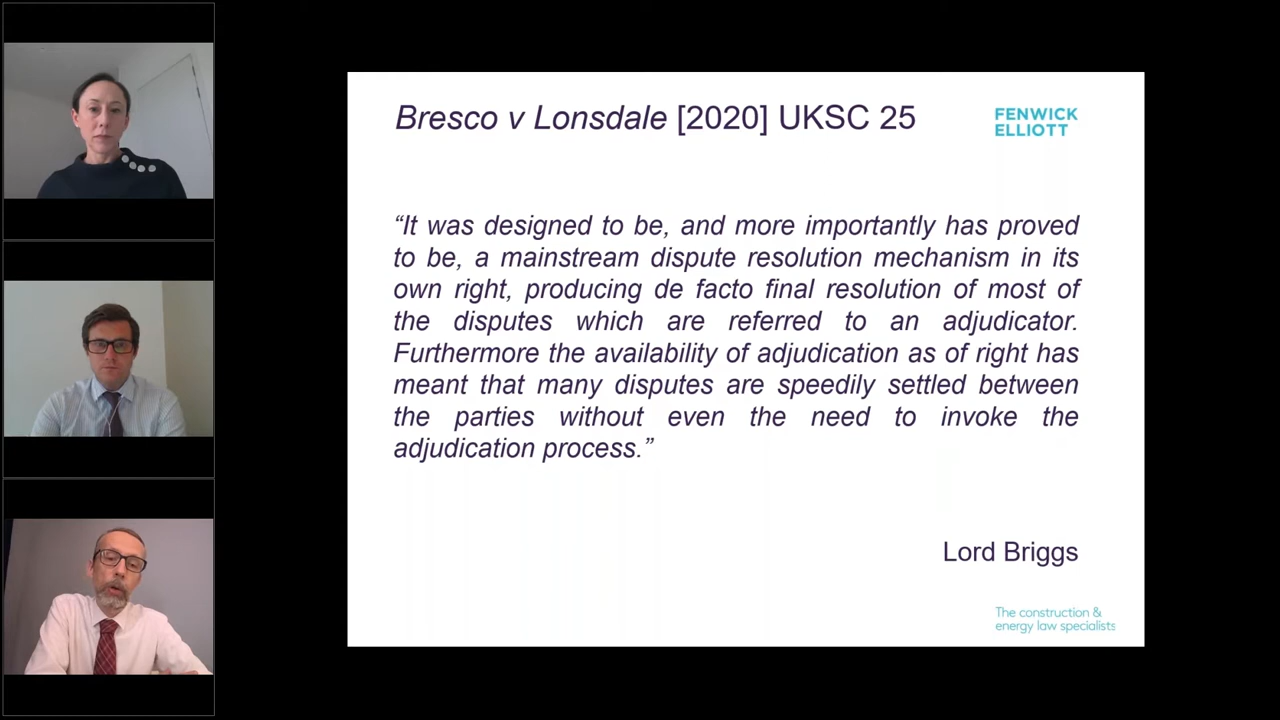 Bresco v Lonsdale [2020] UKSC 25
FENWICK
ELLIOTT
“It was designed to be, and more importantly has proved
to be, a mainstream dispute resolution mechanism in its
own right, producing de facto final resolution of most of
the disputes which are referred to an adjudicator.
Furthermore the availability of adjudication as of right has
meant that many disputes are speedily settled between
the parties without even the need to invoke the
adjudication process.”
Lord Briggs
The construction &
energy law specialists